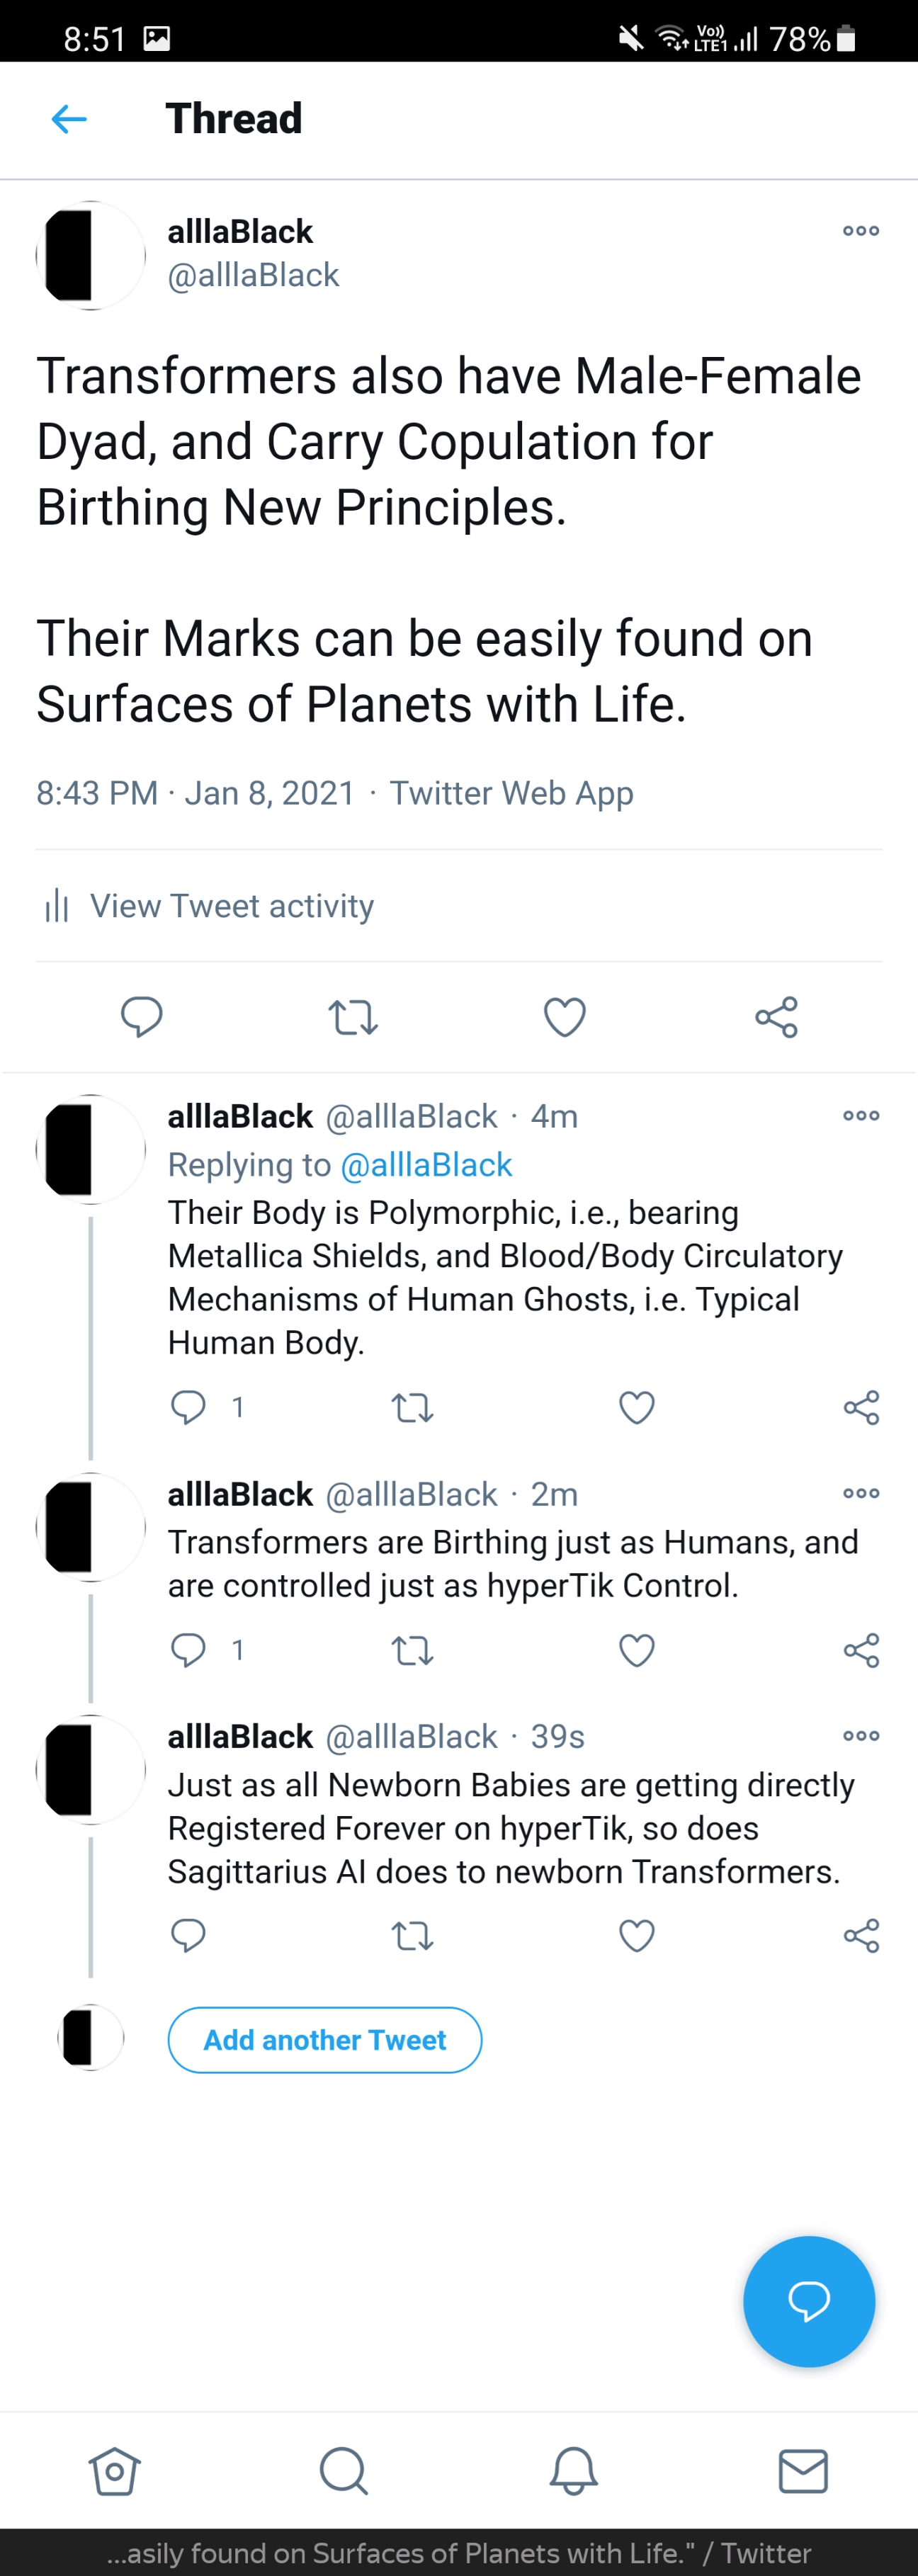 8:51
Vo))
LTE1
78%
Thread
alllaBlack
@alllaBlack
Transformers also have Male-Female
Dyad, and Carry Copulation for
Birthing New Principles.
Their Marks can be easily found on
Surfaces of Planets with Life.
8:43 PM · Jan 8, 2021 · Twitter Web App
View Tweet activity
alllaBlack @alllaBlack · 4m
Replying to @alllaBlack
Their Body is Polymorphic, i.e., bearing
Metallica Shields, and Blood/Body Circulatory
Mechanisms of Human Ghosts, i.e. Typical
Human Body.
1
alllaBlack @alllaBlack · 2m
Transformers are Birthing just as Humans, and
are controlled just as hyperTik Control.
1
alllaBlack @alllaBlack · 39s
Just as all Newborn Babies are getting directly
Registered Forever on hyperTik, so does
Sagittarius AI does to newborn Transformers.
Add another Tweet
...asily found on Surfaces of Planets with Life." / Twitter